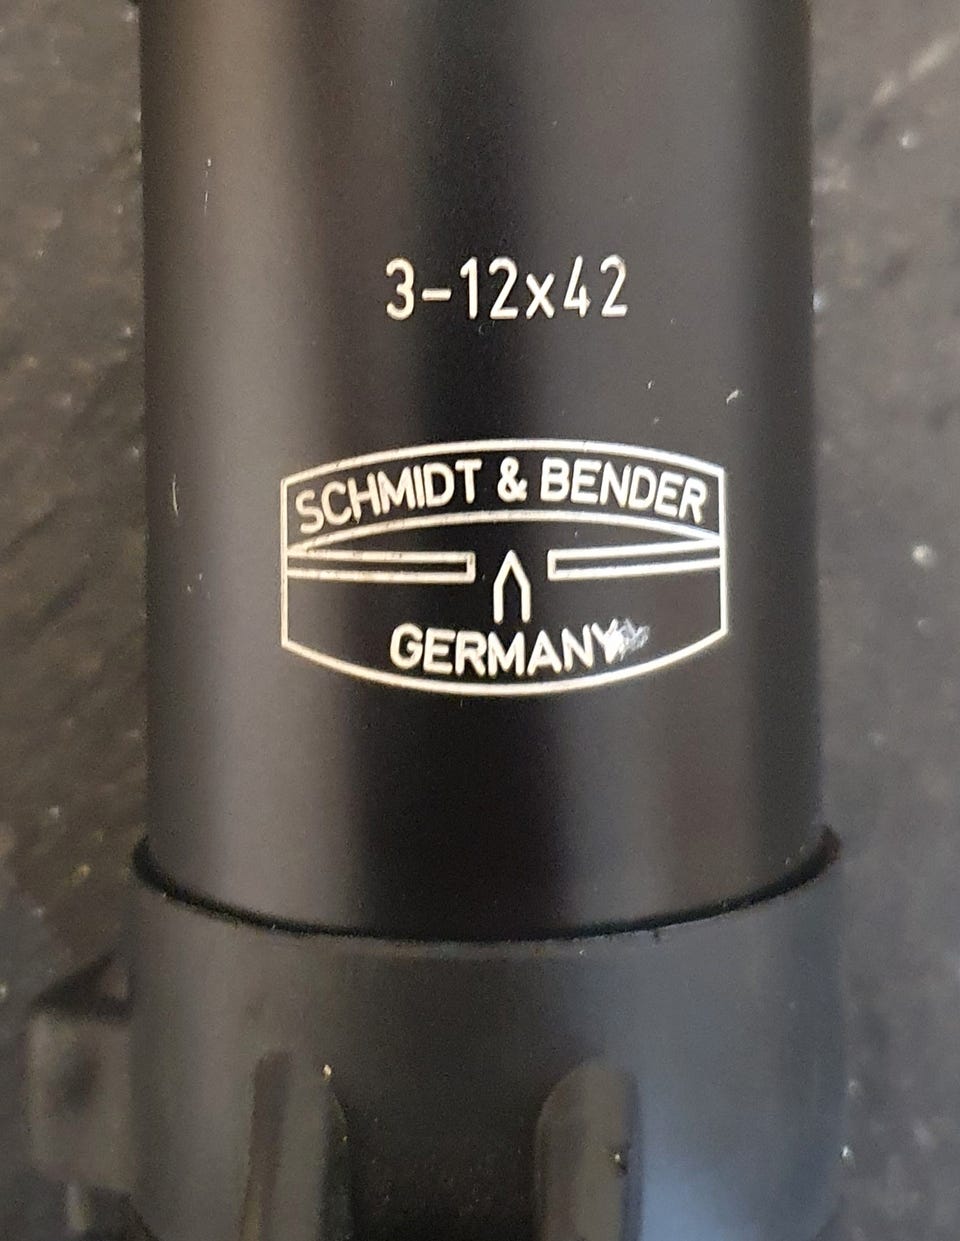 3-12x42
SCHMIDT & BENDER
GERMANY